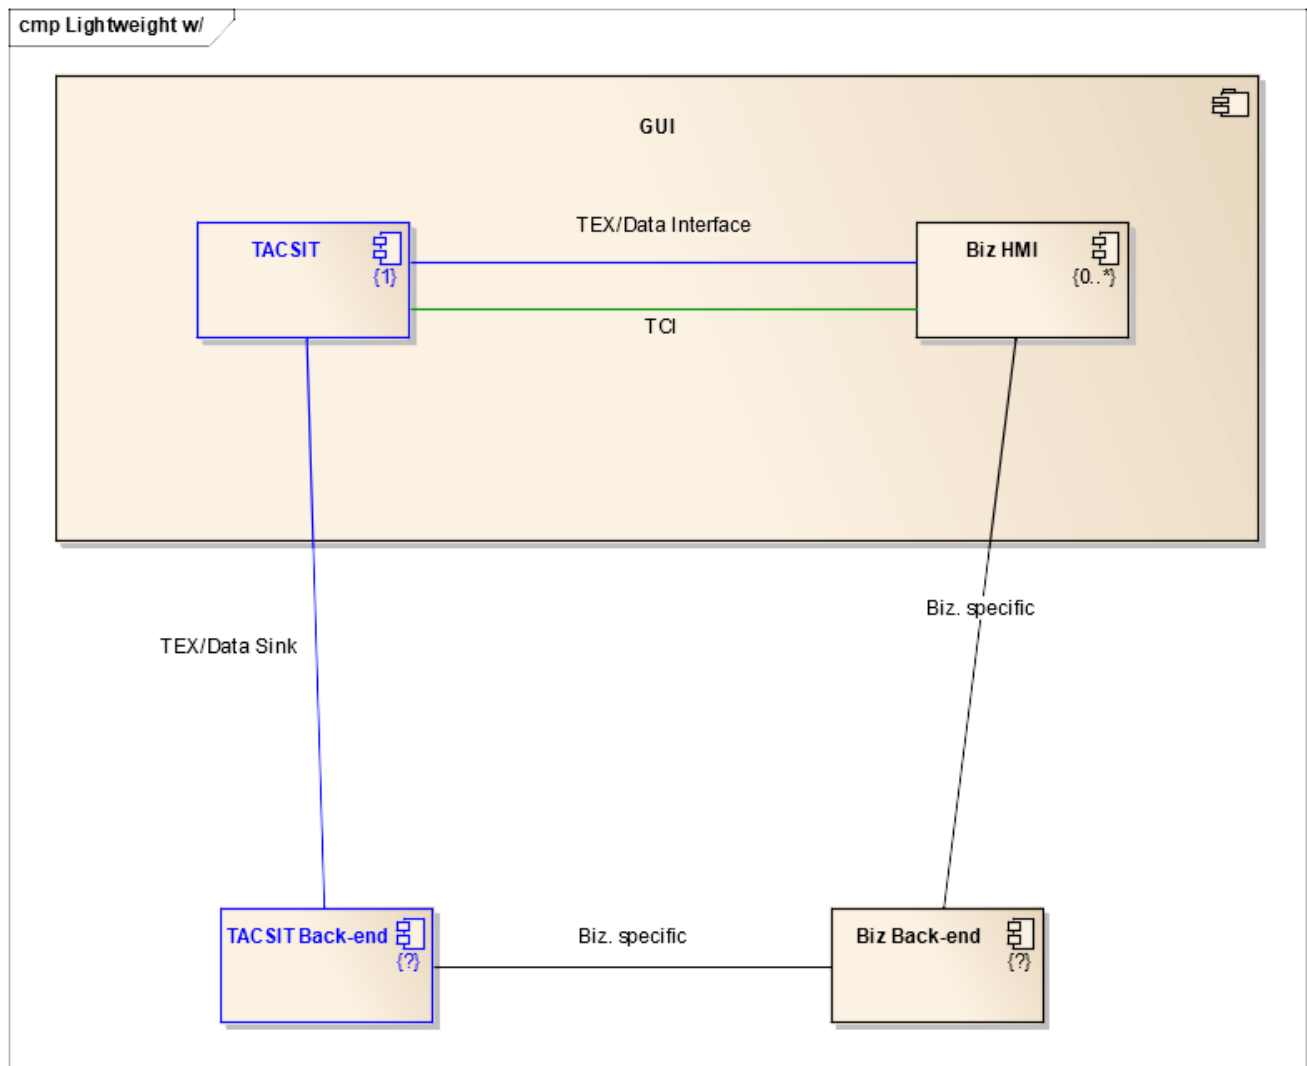 cmp Lightweight w/
GUI
TEX/Data Interface
TACSIT
{1}
Biz HMI
{0..*}
TCI
Biz. specific
TEX/Data Sink
TACSIT Back-end
{?}
Biz. specific
Biz Back-end
{?}